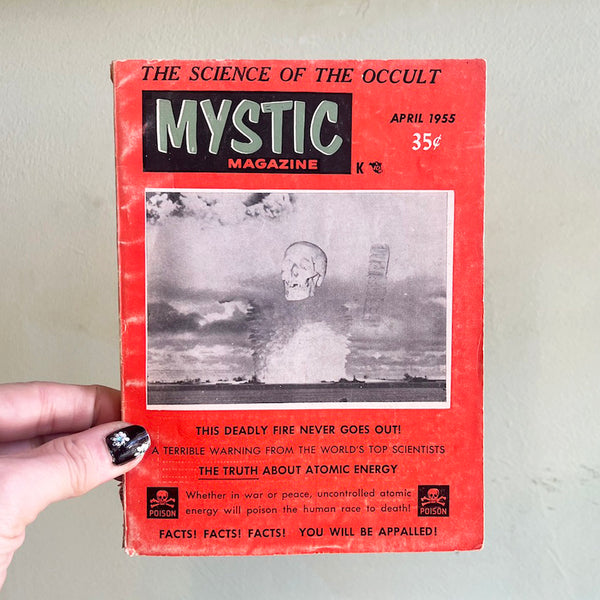 THE SCIENCE OF THE OCCULT
MYSTIC
MAGAZINE
APRIL 1955
35¢
K
THIS DEADLY FIRE NEVER GOES OUT!
A TERRIBLE WARNING FROM THE WORLD'S TOP SCIENTISTS
THE TRUTH ABOUT ATOMIC ENERGY
POISON
Whether in war or peace, uncontrolled atomic
energy will poison the human race to death!
POISON
FACTS! FACTS! FACTS! YOU WILL BE APPALLED!